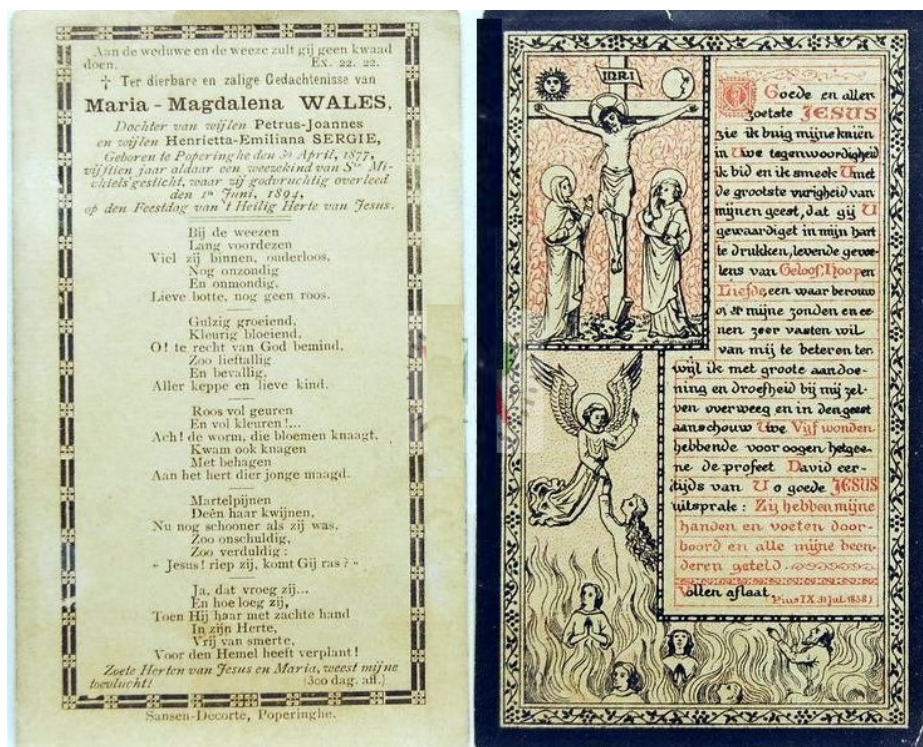 Aan de weduwe en de weeze zult gij geen kwaad
doen. Ex. 22. 22.
† Ter dierbare en zalige Gedachtenisse van
Maria - Magdalena WALES,
Dochter van wijlen Petrus-Joannes
en wijlen Henrietta-Emiliana SERGIE,
Geboren te Poperinghe den 3n April, 1877,
vijftien jaar aldaar een weezekind van Ste Mi-
chielsgesticht, waar zij godvruchtig overleed
den 1n Juni, 1894,
op den Feestdag van 't Heilig Herte van Jesus.
Bij de weezen
Lang voordezen
Viel zij binnen, ouderloos,
Nog onzondig
En onmondig,
Lieve botte, nog geen roos.
Gulzig groeiend,
Kleurig bloeiend,
O! te recht van God bemind,
Zoo lieftallig
En bevallig,
Aller keppe en lieve kind.
Roos vol geuren
En vol kleuren!...
Ach! de worm, die bloemen knaagt,
Kwam ook knagen
Met behagen
Aan het hert dier jonge maagd.
Martelpijnen
Deên haar kwijnen,
Nu nog schooner als zij was,
Zoo onschuldig,
Zoo verduldig:
« Jesus! riep zij, komt Gij ras? »
Ja, dat vroeg zij...
En hoe loeg zij,
Toen Hij haar met zachte hand
In zijn Herte,
Vrij van smerte,
Voor den Hemel heeft verplant!
Zoete Herten van Jesus en Maria, weest mijne
toevlucht! (300 dag. afl.)
Sansen-Decorte, Poperinghe.
INRI
O Goede en aller
zoetste JESUS
zie ik buig mijne kniën
in Uwe tegenwoordigheid
ik bid en ik smeek U met
de grootste vurigheid van
mijnen geest, dat gij U
gewaardiget in mijn hart
te drukken, levende gevoe
lens van Geloof, Hoop en
Liefde, een waar berouw
over mijne zonden en ee-
nen zeer vasten wil
van mij te beteren ter-
wijl ik met groote aandoe-
ning en droefheid bij mij zel-
ven overweeg en in den geest
aanschouw Uwe Vijf wonden
hebbende voor oogen hetgee-
ne de profeet David eer-
tijds van U o goede JESUS
uitsprak: Zij hebben mijne
handen en voeten door-
boord en alle mijne been-
deren geteld.
Vollen aflaat. Pius IX 31 Jul. 1858)